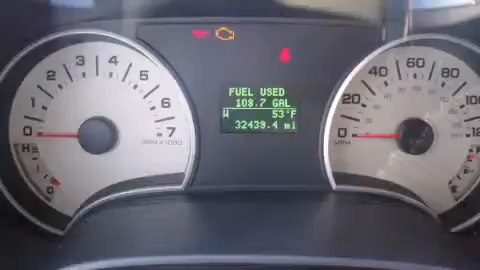 FUEL USED
108.7 GAL
W 53°F
32439.4 mi
0 1 2 3 4 5 6 7
RPM X 1000
H
0 20 40 60 80 100
MPH